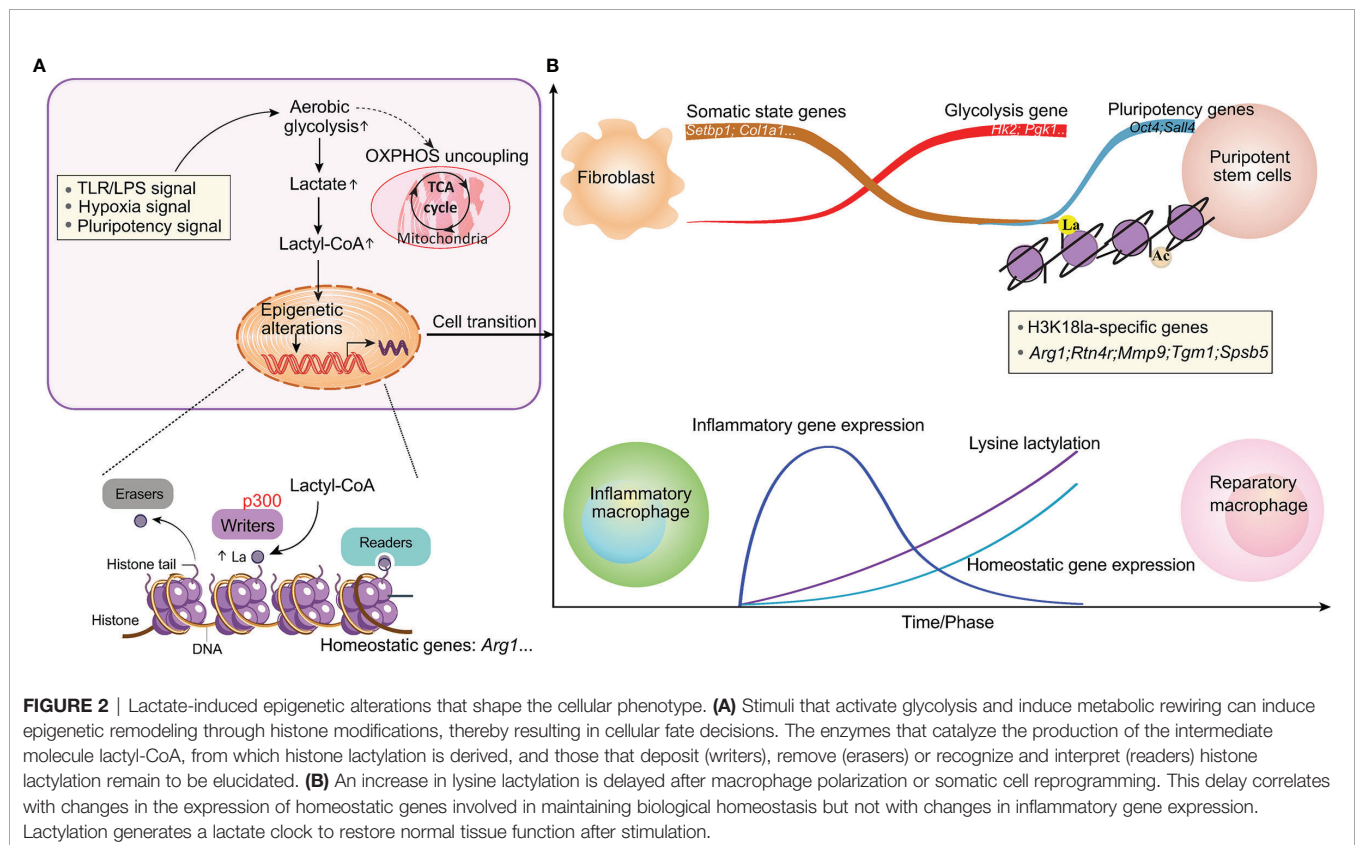 A
Aerobic
glycolysis↑
OXPHOS uncoupling
• TLR/LPS signal
• Hypoxia signal
• Pluripotency signal
Lactate↑
TCA
cycle
Mitochondria
Lactyl-CoA↑
Epigenetic
alterations
Cell transition
Erasers
p300
Writers
Lactyl-CoA
Readers
↑ La
Histone tail
Histone
DNA
Homeostatic genes: Arg1...
B
Somatic state genes
Setbp1; Col1a1...
Glycolysis gene
Hk2; Pgk1..
Pluripotency genes
Oct4;Sall4
Fibroblast
Puripotent
stem cells
La
Ac
• H3K18la-specific genes
• Arg1;Rtn4r;Mmp9;Tgm1;Spsb5
Inflammatory gene expression
Lysine lactylation
Inflammatory
macrophage
Reparatory
macrophage
Homeostatic gene expression
Time/Phase
FIGURE 2 | Lactate-induced epigenetic alterations that shape the cellular phenotype. (A) Stimuli that activate glycolysis and induce metabolic rewiring can induce
epigenetic remodeling through histone modifications, thereby resulting in cellular fate decisions. The enzymes that catalyze the production of the intermediate
molecule lactyl-CoA, from which histone lactylation is derived, and those that deposit (writers), remove (erasers) or recognize and interpret (readers) histone
lactylation remain to be elucidated. (B) An increase in lysine lactylation is delayed after macrophage polarization or somatic cell reprogramming. This delay correlates
with changes in the expression of homeostatic genes involved in maintaining biological homeostasis but not with changes in inflammatory gene expression.
Lactylation generates a lactate clock to restore normal tissue function after stimulation.